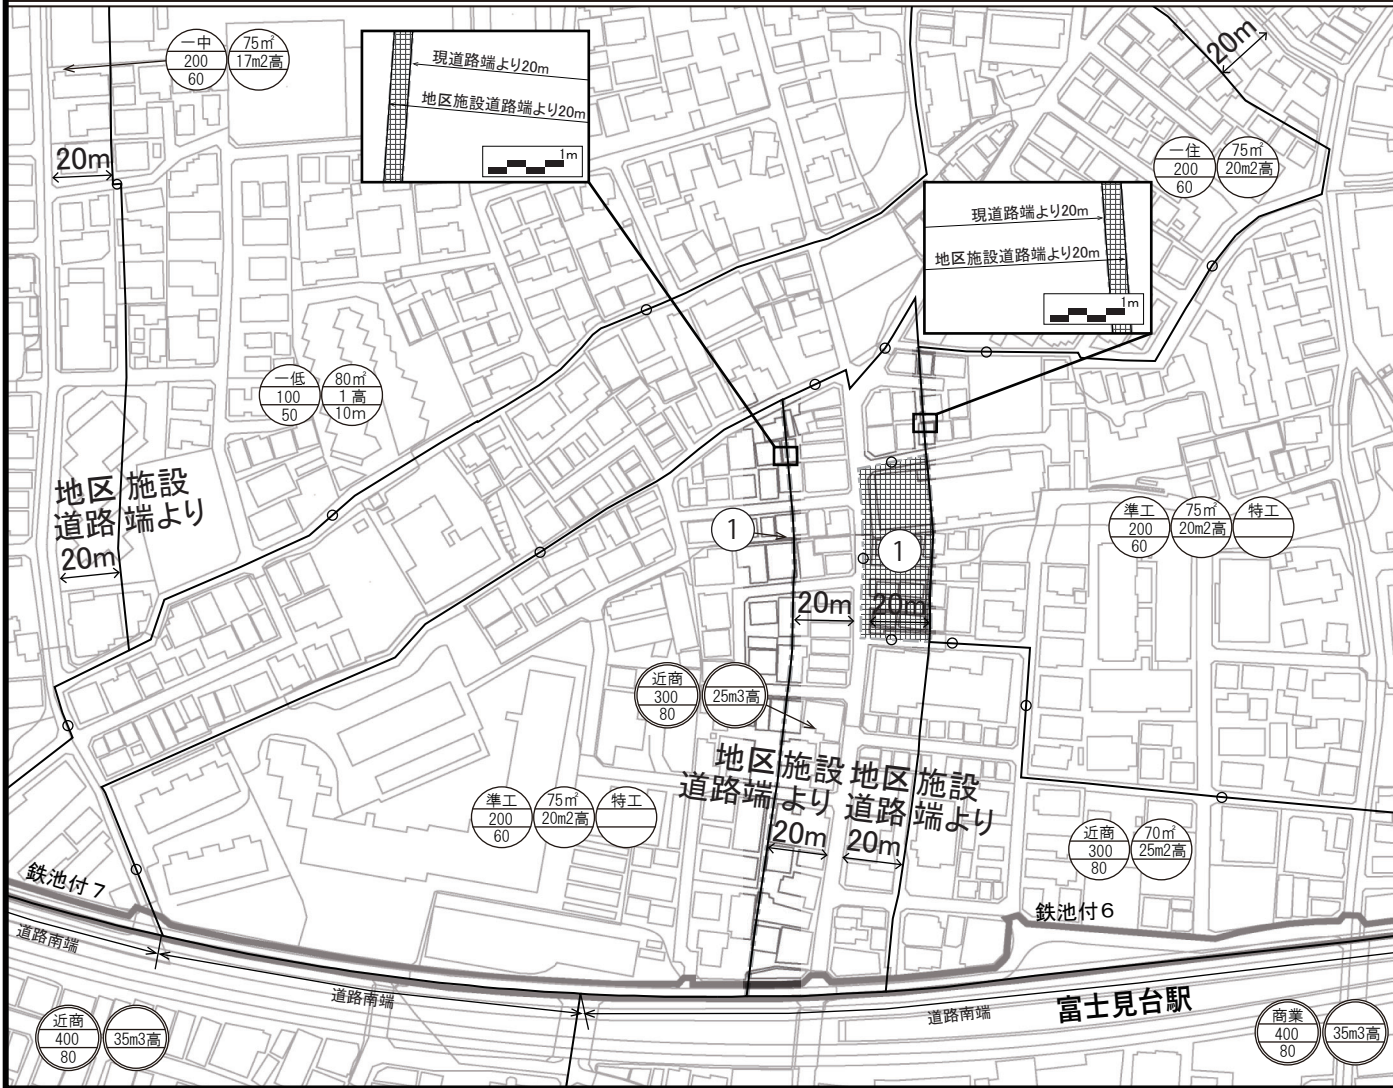 一中
200
60
75㎡
17m2高
20m
現道路端より20m
地区施設道路端より20m
1m
20m
一住
200
60
75㎡
20m2高
現道路端より20m
地区施設道路端より20m
1m
一低
100
50
80㎡
1 高
10m
地区施設
道路端より
20m
1
1
準工
200
60
75㎡
20m2高
特工
20m
20m
近商
300
80
25m3高
地区施設
道路端より
20m
地区施設
道路端より
20m
準工
200
60
75㎡
20m2高
特工
近商
300
80
70㎡
25m2高
鉄池付7
鉄池付6
道路南端
道路南端
道路南端
富士見台駅
近商
400
80
35m3高
商業
400
80
35m3高